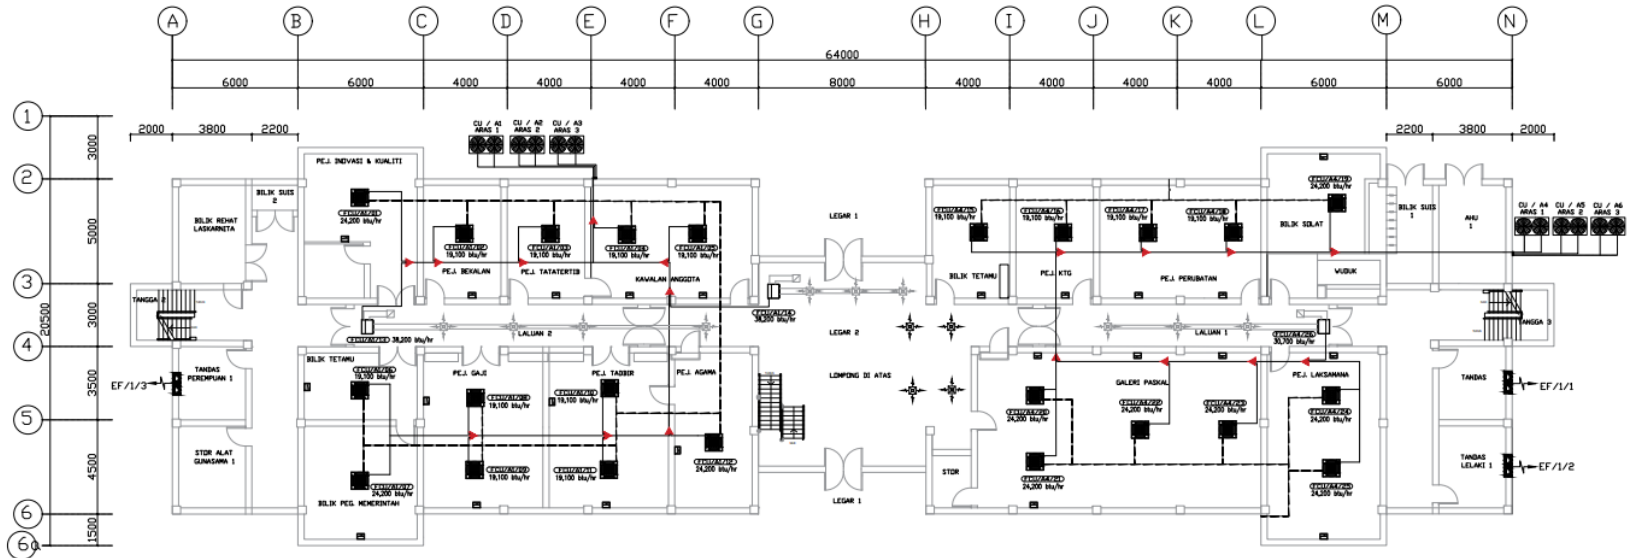 A
B
C
D
E
F
G
H
I
J
K
L
M
N
64000
6000
6000
4000
4000
4000
4000
8000
4000
4000
4000
4000
6000
6000
1
2
3
4
5
6
6a
20500
3000
5000
3000
3500
4500
1500
2000
3800
2200
2200
3800
2000
CU / A1
ARAS 1
CU / A2
ARAS 2
CU / A3
ARAS 3
PEJ. INOVASI & KUALITI
BILIK SUIS
2
BILIK REHAT
LASKARNITA
24,200 btu/hr
19,100 btu/hr
19,100 btu/hr
19,100 btu/hr
19,100 btu/hr
PEJ. BEKALAN
PEJ. TATATERTIB
KAWALAN ANGGOTA
LEGAR 1
19,100 btu/hr
19,100 btu/hr
19,100 btu/hr
19,100 btu/hr
24,200 btu/hr
BILIK SOLAT
BILIK SUIS
1
AHU
1
CU / A4
ARAS 1
CU / A5
ARAS 2
CU / A6
ARAS 3
BILIK TETAMU
PEJ. KTG
PEJ. PERUBATAN
WUDUK
TANGGA 2
38,200 btu/hr
LALUAN 2
38,200 btu/hr
LEGAR 2
LALUAN 1
30,700 btu/hr
TANGGA 3
BILIK TETAMU
TANDAS
PEREMPUAN 1
EF/1/3
19,100 btu/hr
PEJ. GAJI
19,100 btu/hr
PEJ. TADBIR
19,100 btu/hr
PEJ. AGAMA
LOMPONG DI ATAS
GALERI PASKAL
PEJ. LAKSAMANA
24,200 btu/hr
24,200 btu/hr
24,200 btu/hr
24,200 btu/hr
TANDAS
EF/1/1
STOR ALAT
GUNASAMA 1
24,200 btu/hr
BILIK PEG. MEMERINTAH
19,100 btu/hr
19,100 btu/hr
24,200 btu/hr
STOR
24,200 btu/hr
24,200 btu/hr
TANDAS
LELAKI 1
EF/1/2
LEGAR 1